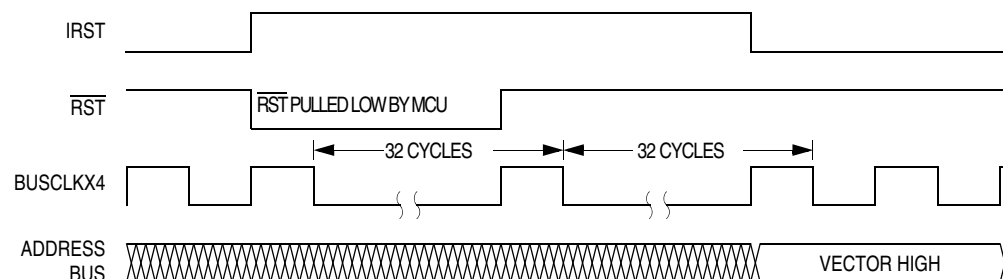 IRST
RST
RST PULLED LOW BY MCU
32 CYCLES
32 CYCLES
BUSCLKX4
ADDRESS
BUS
VECTOR HIGH